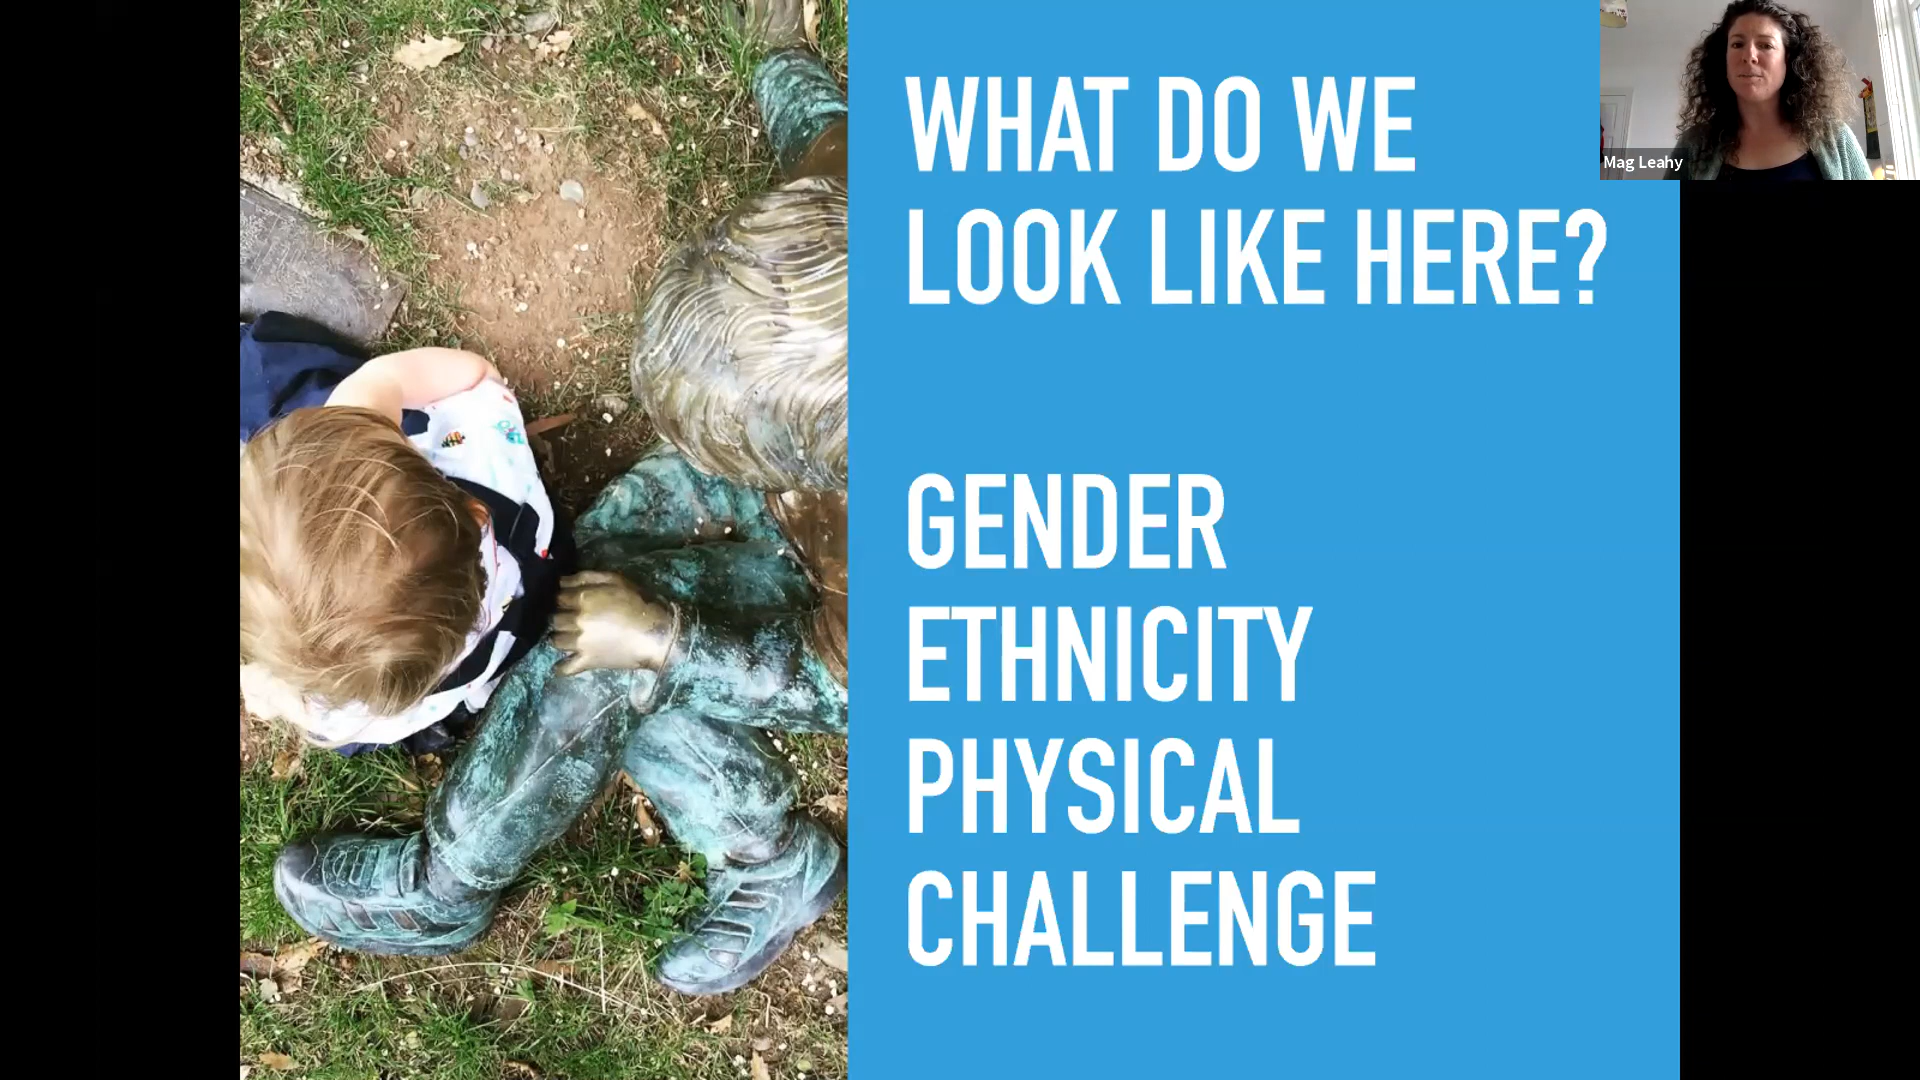 WHAT DO WE
LOOK LIKE HERE?
GENDER
ETHNICITY
PHYSICAL
CHALLENGE
Mag Leahy